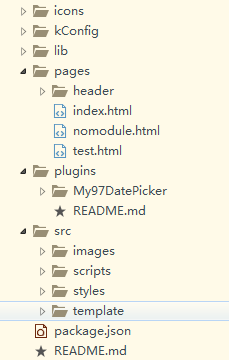 icons
kConfig
lib
pages
header
index.html
nomodule.html
test.html
plugins
My97DatePicker
README.md
src
images
scripts
styles
template
package.json
README.md